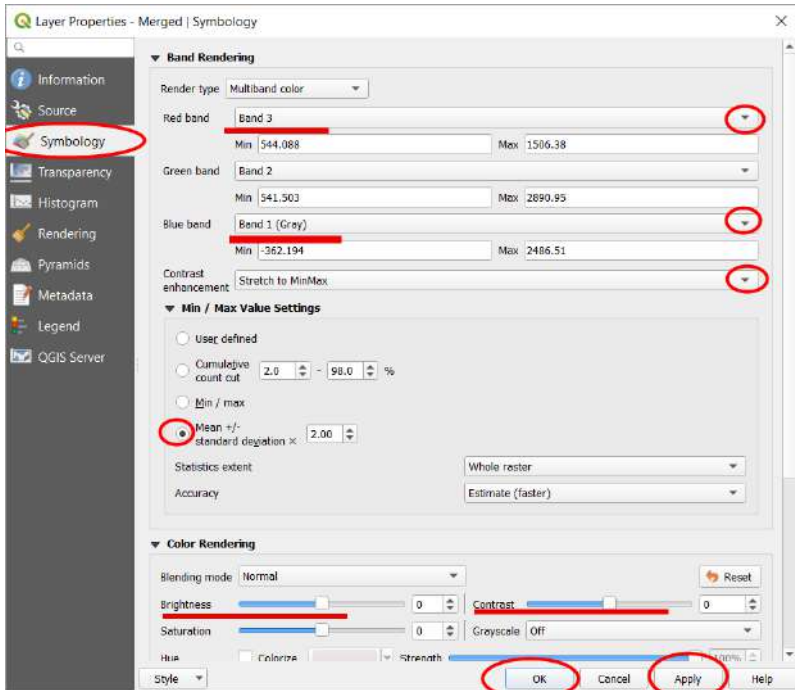 Layer Properties - Merged | Symbology
Information
Source
Symbology
Transparency
Histogram
Rendering
Pyramids
Metadata
Legend
QGIS Server
Band Rendering
Render type Multiband color
Red band Band 3
Min 544.088 Max 1506.38
Green band Band 2
Min 541.503 Max 2890.95
Blue band Band 1 (Gray)
Min -362.194 Max 2486.51
Contrast
enhancement Stretch to MinMax
Min / Max Value Settings
User defined
Cumulative
count cut 2.0 - 98.0 %
Min / max
Mean +/-
standard deviation × 2.00
Statistics extent Whole raster
Accuracy Estimate (faster)
Color Rendering
Blending mode Normal Reset
Brightness 0 Contrast 0
Saturation 0 Grayscale Off
Hue Colorize Strength 100%
Style OK Cancel Apply Help